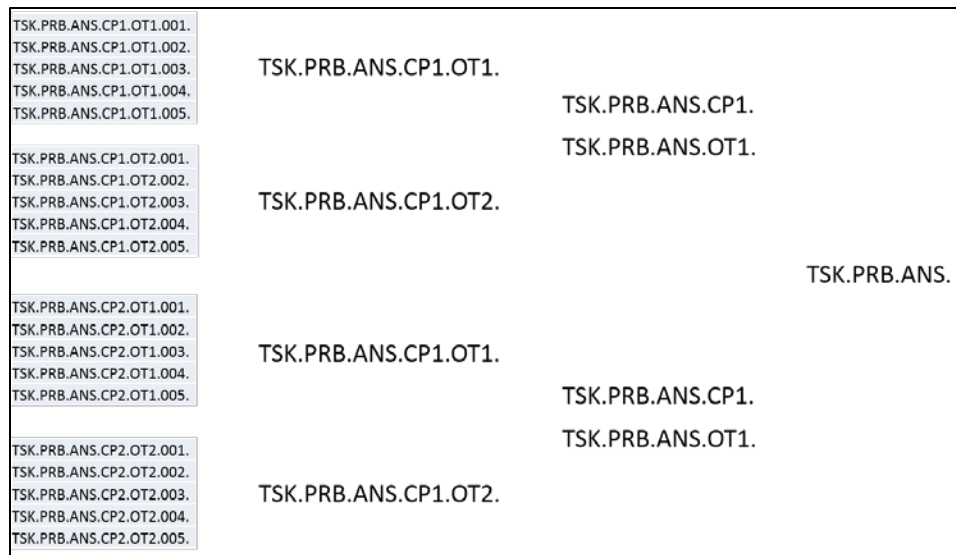 TSK.PRB.ANS.CP1.OT1.001.
TSK.PRB.ANS.CP1.OT1.002.
TSK.PRB.ANS.CP1.OT1.003.
TSK.PRB.ANS.CP1.OT1.004.
TSK.PRB.ANS.CP1.OT1.005.
TSK.PRB.ANS.CP1.OT1.
TSK.PRB.ANS.CP1.
TSK.PRB.ANS.OT1.
TSK.PRB.ANS.CP1.OT2.001.
TSK.PRB.ANS.CP1.OT2.002.
TSK.PRB.ANS.CP1.OT2.003.
TSK.PRB.ANS.CP1.OT2.004.
TSK.PRB.ANS.CP1.OT2.005.
TSK.PRB.ANS.CP1.OT2.
TSK.PRB.ANS.
TSK.PRB.ANS.CP2.OT1.001.
TSK.PRB.ANS.CP2.OT1.002.
TSK.PRB.ANS.CP2.OT1.003.
TSK.PRB.ANS.CP2.OT1.004.
TSK.PRB.ANS.CP2.OT1.005.
TSK.PRB.ANS.CP1.OT1.
TSK.PRB.ANS.CP1.
TSK.PRB.ANS.OT1.
TSK.PRB.ANS.CP2.OT2.001.
TSK.PRB.ANS.CP2.OT2.002.
TSK.PRB.ANS.CP2.OT2.003.
TSK.PRB.ANS.CP2.OT2.004.
TSK.PRB.ANS.CP2.OT2.005.
TSK.PRB.ANS.CP1.OT2.